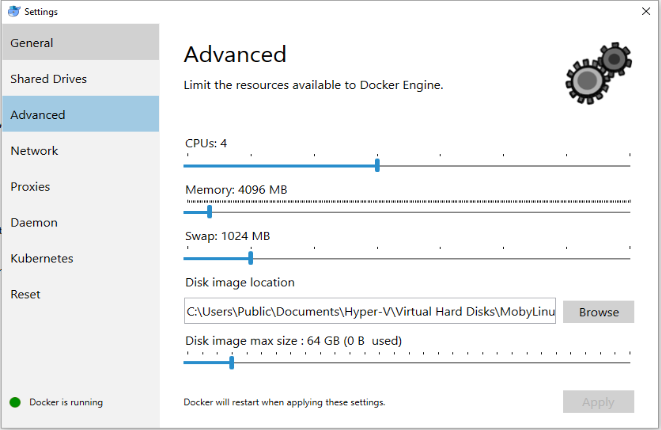 Settings
General
Shared Drives
Advanced
Network
Proxies
Daemon
Kubernetes
Reset
Docker is running
Advanced
Limit the resources available to Docker Engine.
CPUs: 4
Memory: 4096 MB
Swap: 1024 MB
Disk image location
C:\Users\Public\Documents\Hyper-V\Virtual Hard Disks\MobyLinu
Browse
Disk image max size : 64 GB (0 B  used)
Docker will restart when applying these settings.
Apply